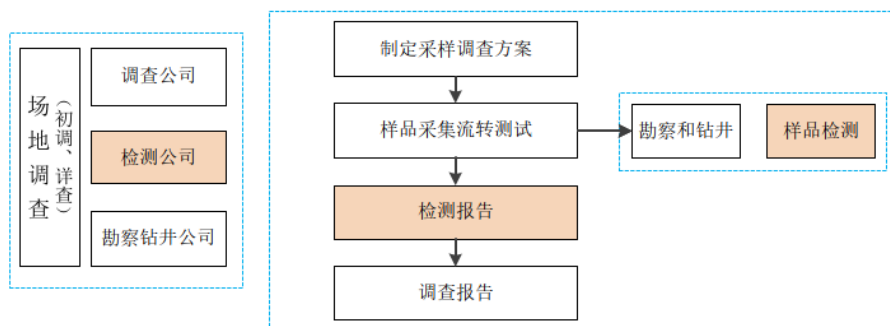 场地调查
（初调、详查）
调查公司
检测公司
勘察钻井公司
制定采样调查方案
样品采集流转测试
勘察和钻井
样品检测
检测报告
调查报告